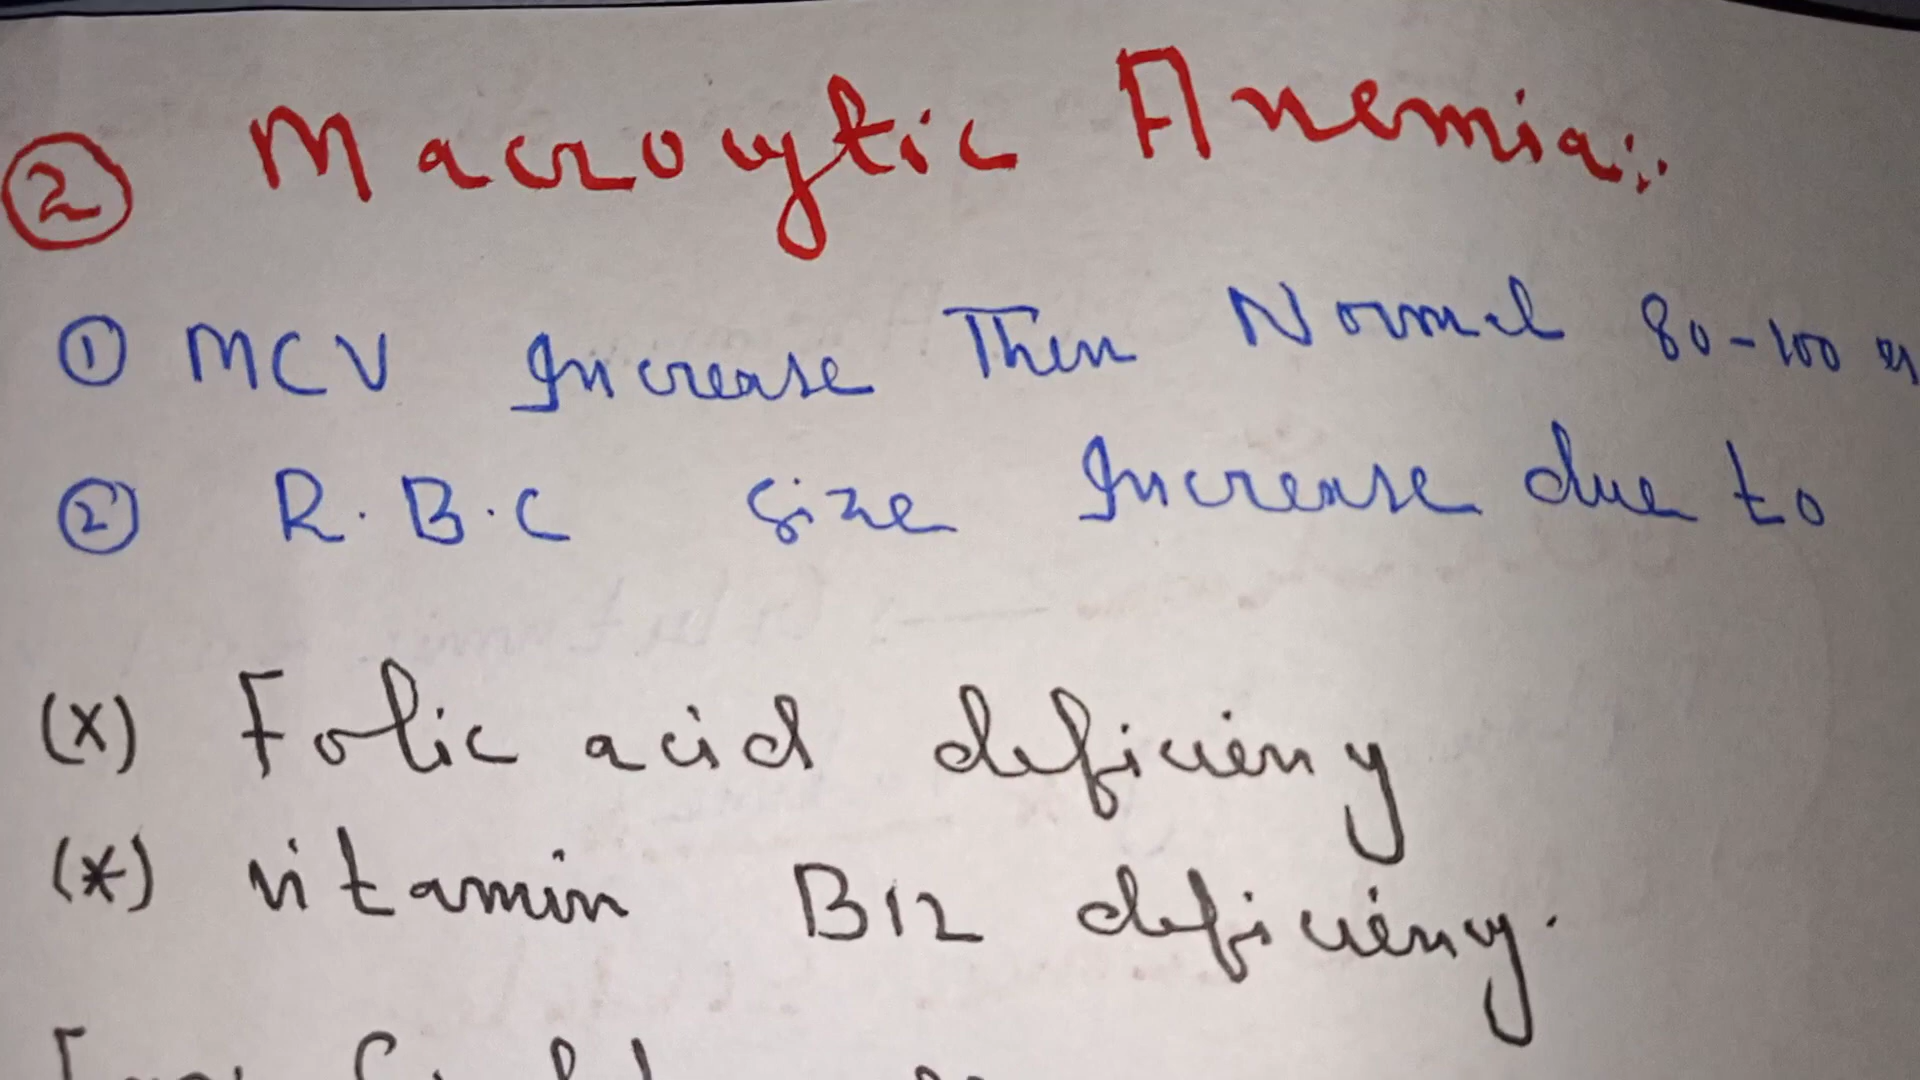 ② Macrocytic Anemia:.
① MCV Increase Then Normal 80-100
② R.B.C Size Increase due to
(x) Folic acid deficieny
(*) vitamin B12 deficiency.